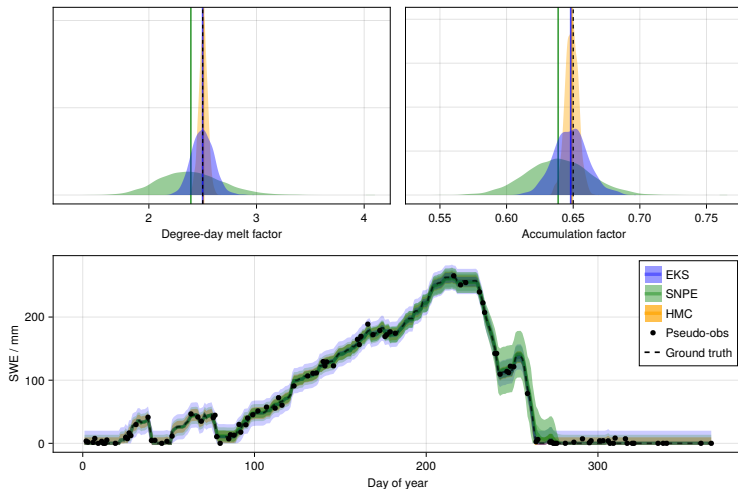 2
3
4
Degree-day melt factor
0.55
0.60
0.65
0.70
0.75
Accumulation factor
SWE / mm
200
100
0
EKS
SNPE
HMC
Pseudo-obs
Ground truth
0
100
200
300
Day of year